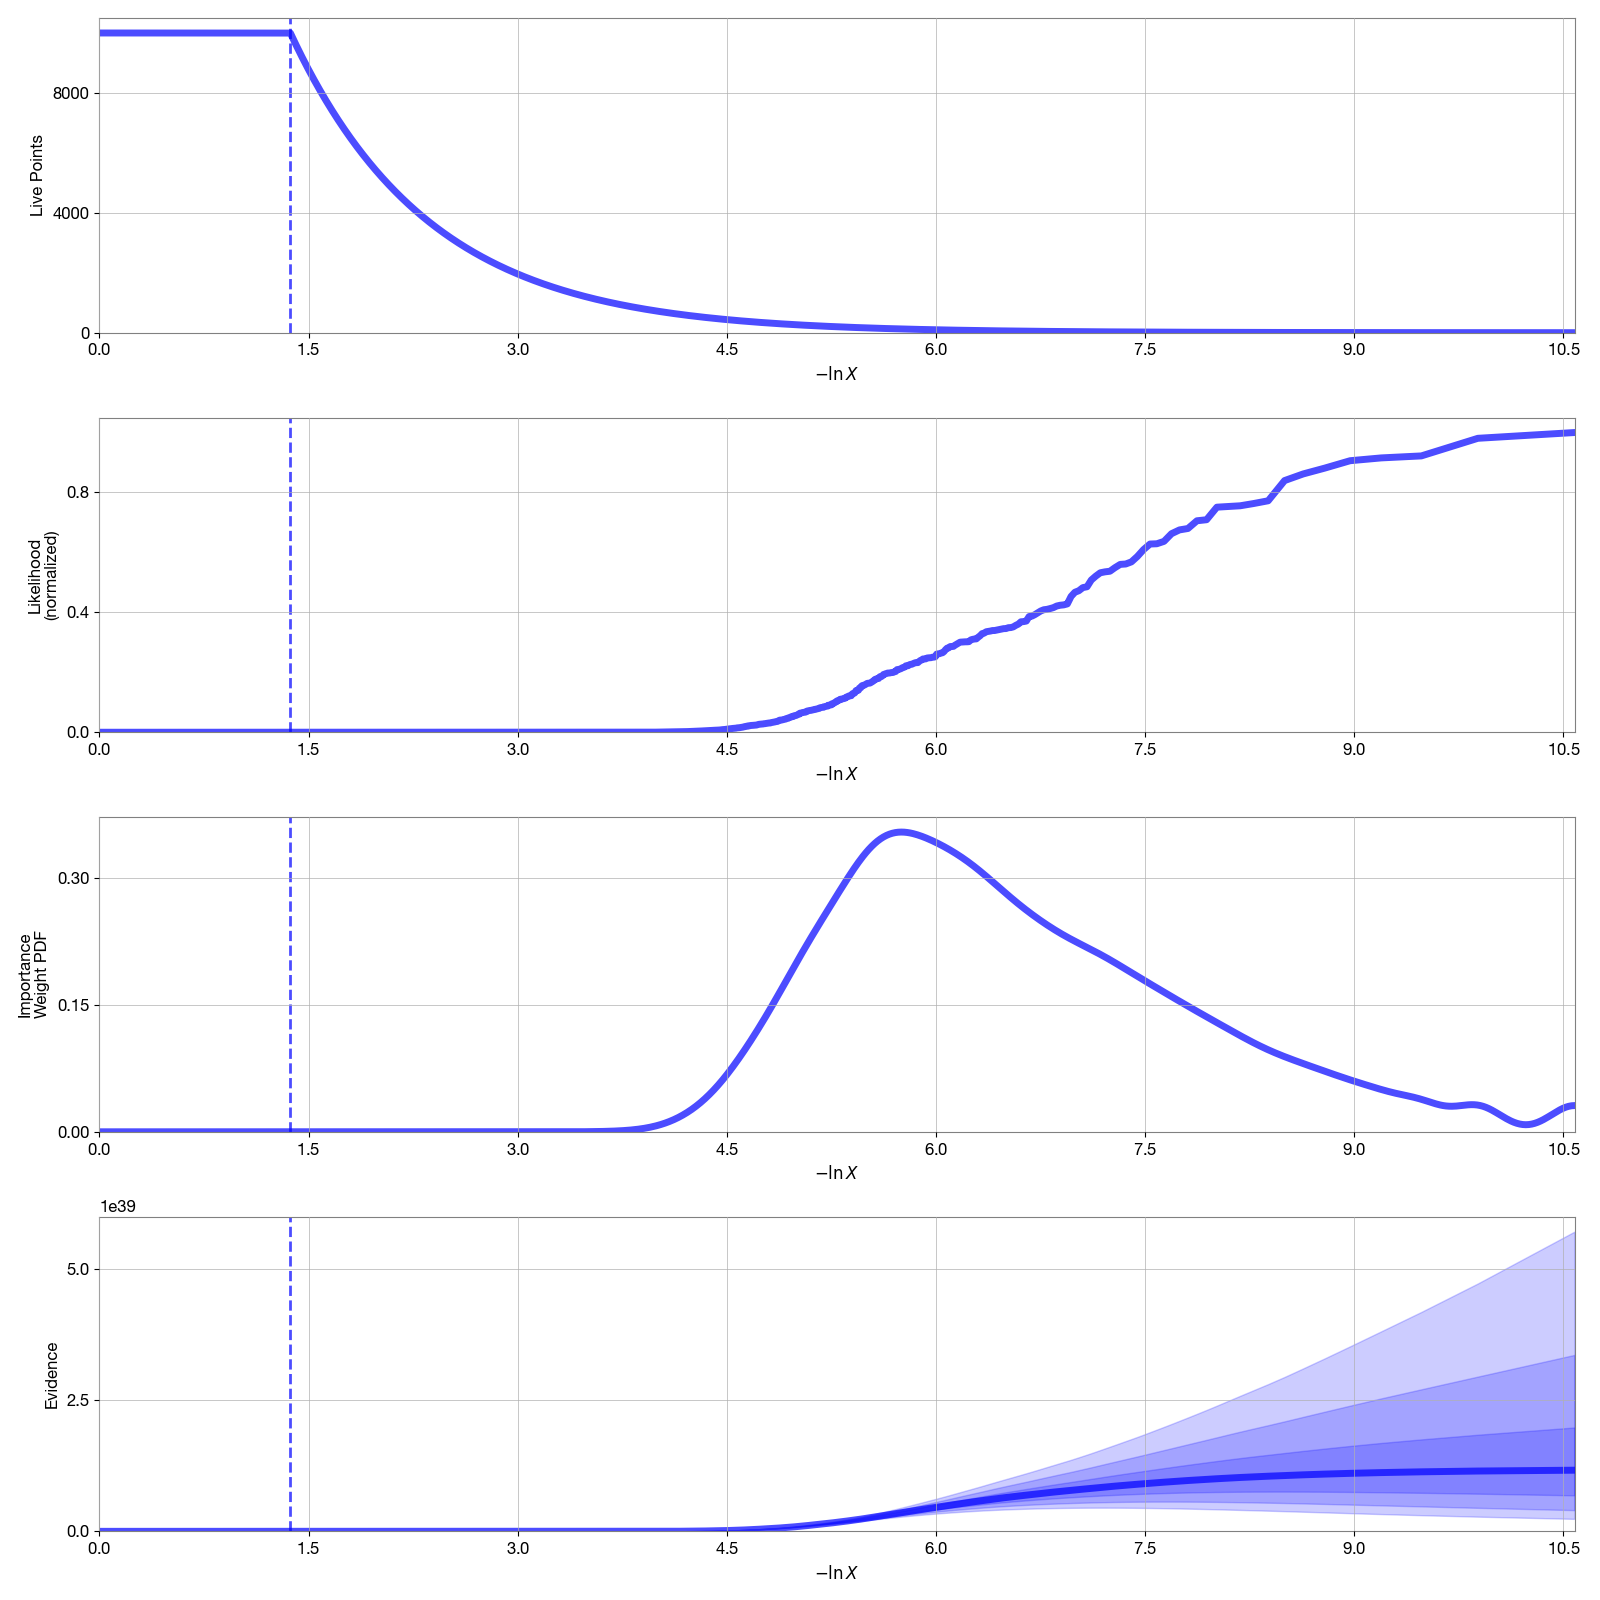 8000
4000
0
Live Points
0.0 1.5 3.0 4.5 6.0 7.5 9.0 10.5
−ln X
0.8
0.4
0.0
Likelihood
(normalized)
0.0 1.5 3.0 4.5 6.0 7.5 9.0 10.5
−ln X
0.30
0.15
0.00
Importance
Weight PDF
0.0 1.5 3.0 4.5 6.0 7.5 9.0 10.5
−ln X
1e39
5.0
2.5
0.0
Evidence
0.0 1.5 3.0 4.5 6.0 7.5 9.0 10.5
−ln X